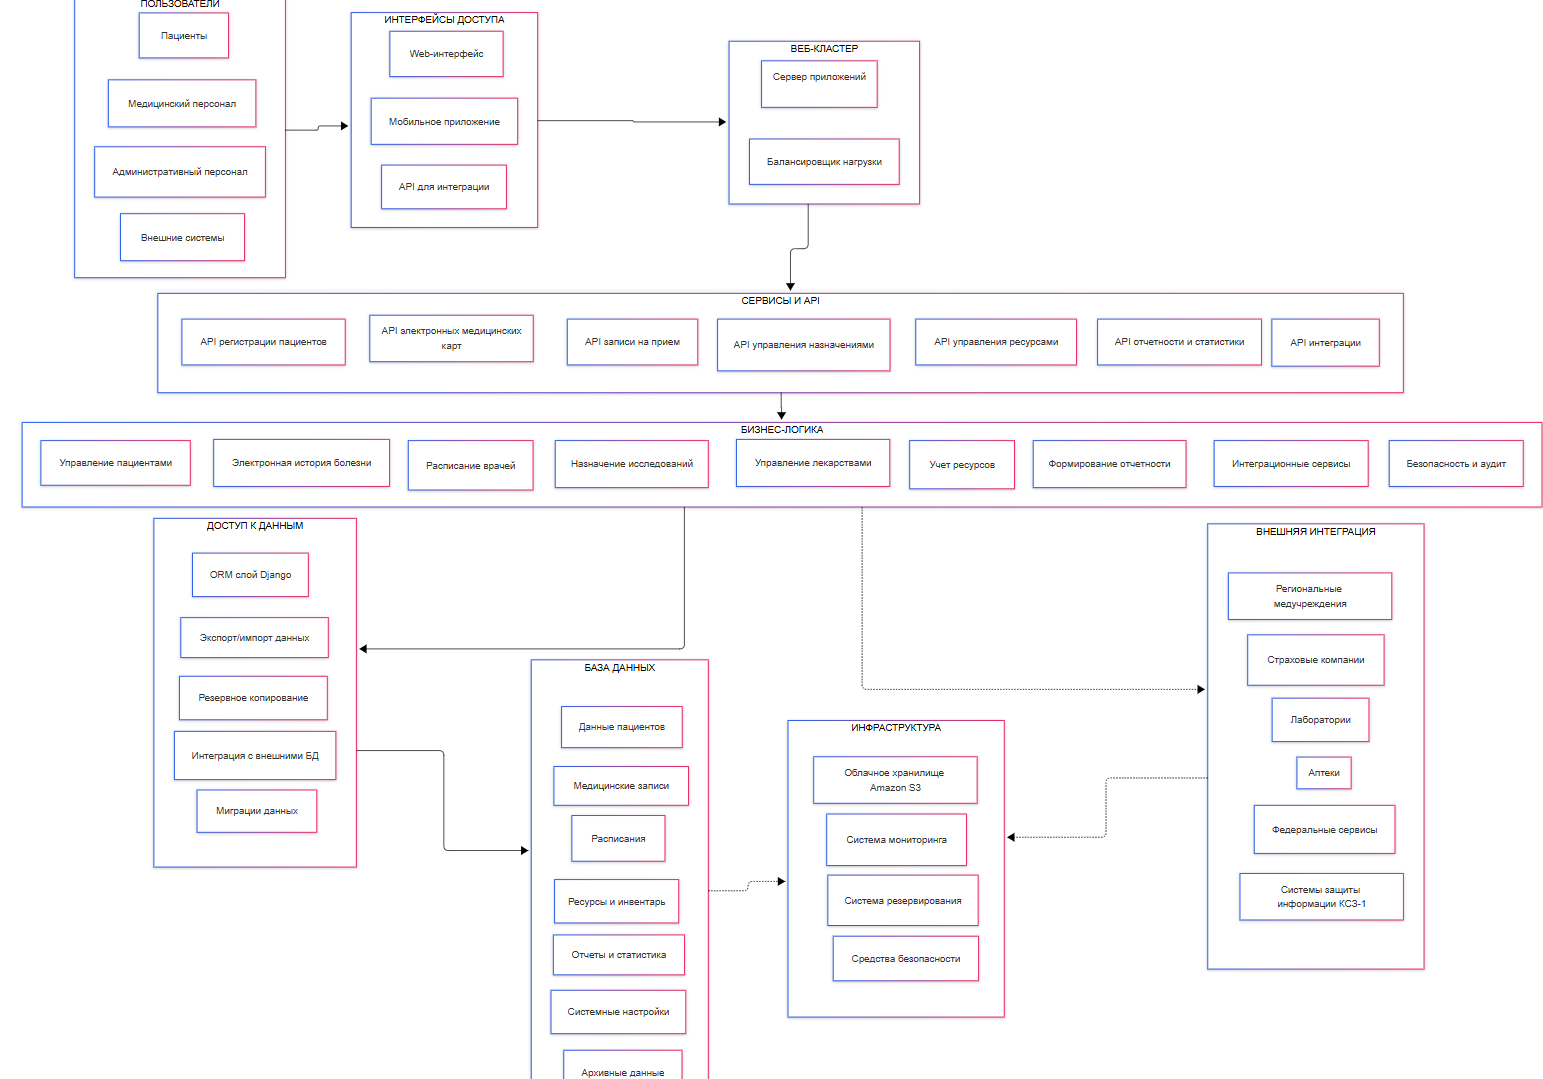 ПОЛЬЗОВАТЕЛИ
Пациенты
Медицинский персонал
Административный персонал
Внешние системы
ИНТЕРФЕЙСЫ ДОСТУПА
Web-интерфейс
Мобильное приложение
API для интеграции
ВЕБ-КЛАСТЕР
Сервер приложений
Балансировщик нагрузки
СЕРВИСЫ И API
API регистрации пациентов
API электронных медицинских
карт
API записи на прием
API управления назначениями
API управления ресурсами
API отчетности и статистики
API интеграции
БИЗНЕС-ЛОГИКА
Управление пациентами
Электронная история болезни
Расписание врачей
Назначение исследований
Управление лекарствами
Учет ресурсов
Формирование отчетности
Интеграционные сервисы
Безопасность и аудит
ДОСТУП К ДАННЫМ
ORM слой Django
Экспорт/импорт данных
Резервное копирование
Интеграция с внешними БД
Миграции данных
БАЗА ДАННЫХ
Данные пациентов
Медицинские записи
Расписания
Ресурсы и инвентарь
Отчеты и статистика
Системные настройки
Архивные данные
ИНФРАСТРУКТУРА
Облачное хранилище
Amazon S3
Система мониторинга
Система резервирования
Средства безопасности
ВНЕШНЯЯ ИНТЕГРАЦИЯ
Региональные
медучреждения
Страховые компании
Лаборатории
Аптеки
Федеральные сервисы
Системы защиты
информации КСЗ-1